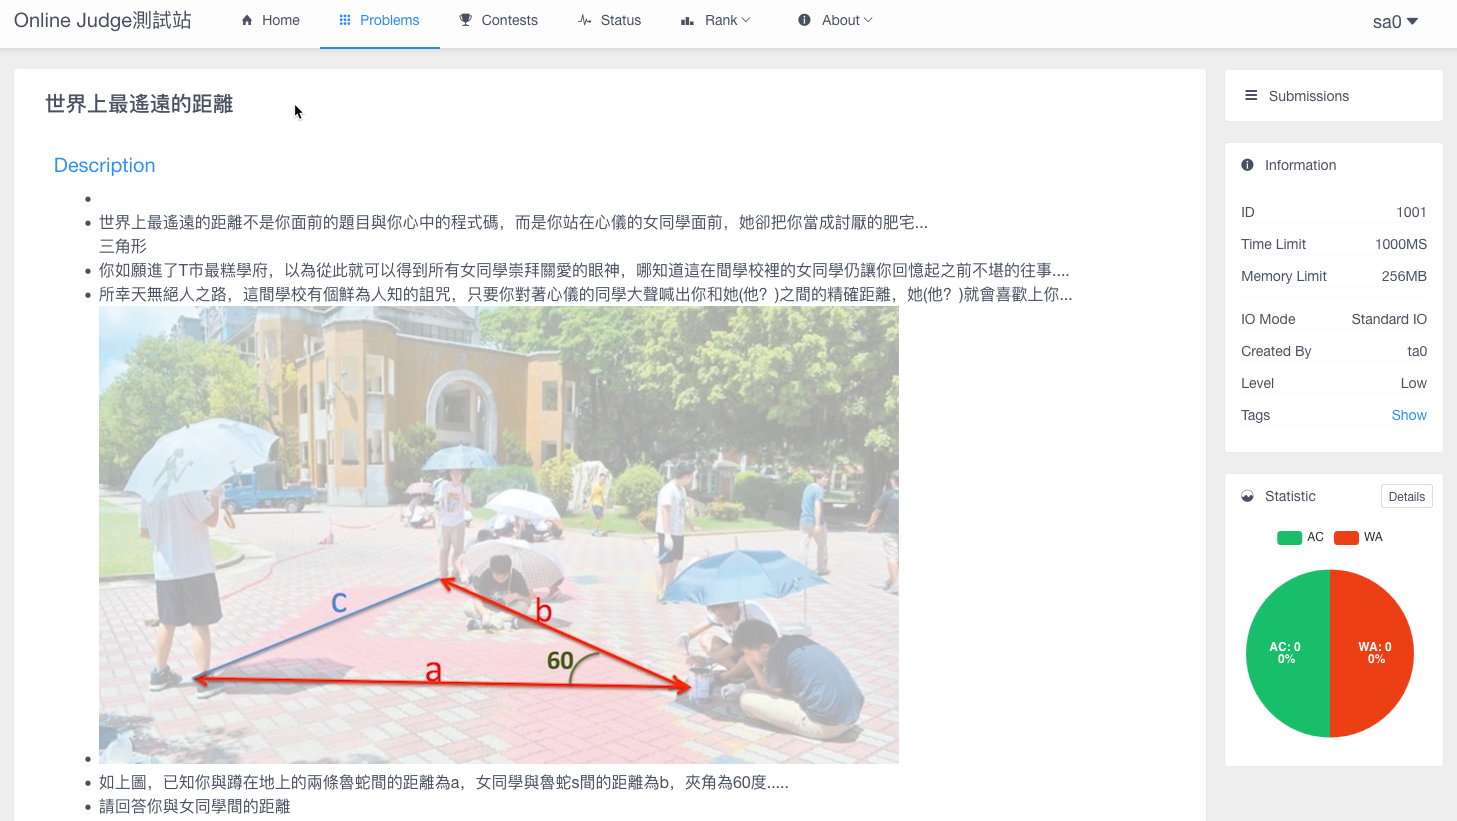 Online Judge測試站
Home
Problems
Contests
Status
Rank
About
sa0
世界上最遙遠的距離
Description
世界上最遙遠的距離不是你面前的題目與你心中的程式碼，而是你站在心儀的女同學面前，她卻把你當成討厭的肥宅...
三角形
你如願進了T市最糕學府，以為從此就可以得到所有女同學崇拜關愛的眼神，哪知道這在間學校裡的女同學仍讓你回憶起之前不堪的往事....
所幸天無絕人之路，這間學校有個鮮為人知的詛咒，只要你對著心儀的同學大聲喊出你和她(他？)之間的精確距離，她(他？)就會喜歡上你...
c
b
60
a
如上圖，已知你與蹲在地上的兩條魯蛇間的距離為a，女同學與魯蛇s間的距離為b，夾角為60度.....
請回答你與女同學間的距離
Submissions
Information
ID 1001
Time Limit 1000MS
Memory Limit 256MB
IO Mode Standard IO
Created By ta0
Level Low
Tags Show
Statistic Details
AC WA
AC: 0
0%
WA: 0
0%